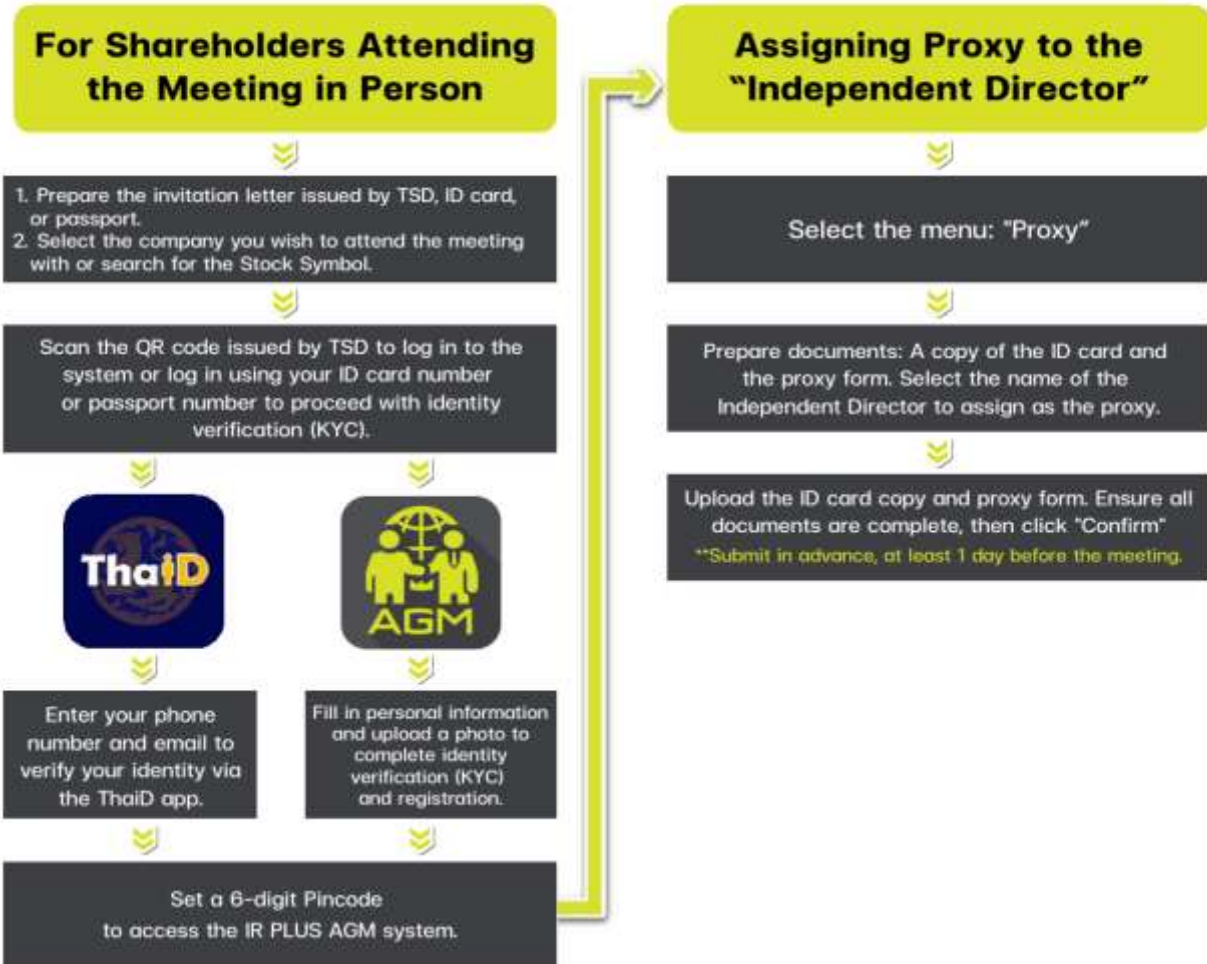 For Shareholders Attending
the Meeting in Person
1. Prepare the invitation letter issued by TSD, ID card,
or passport.
2. Select the company you wish to attend the meeting
with or search for the Stock Symbol.
Scan the QR code issued by TSD to log in to the
system or log in using your ID card number
or passport number to proceed with identity
verification (KYC).
ThaiD
AGM
Enter your phone
number and email to
verify your identity via
the ThaiD app.
Fill in personal information
and upload a photo to
complete identity
verification (KYC)
and registration.
Set a 6-digit Pincode
to access the IR PLUS AGM system.
Assigning Proxy to the
“Independent Director”
Select the menu: "Proxy"
Prepare documents: A copy of the ID card and
the proxy form. Select the name of the
Independent Director to assign as the proxy.
Upload the ID card copy and proxy form. Ensure all
documents are complete, then click "Confirm"
**Submit in advance, at least 1 day before the meeting.